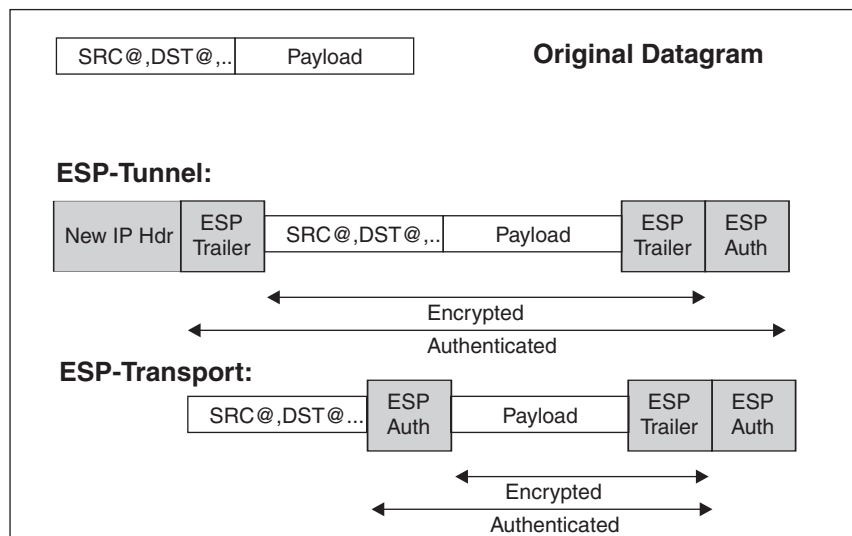 SRC@,DST@,.. Payload Original Datagram
ESP-Tunnel:
New IP Hdr ESP Trailer SRC@,DST@,.. Payload ESP Trailer ESP Auth
Encrypted
Authenticated
ESP-Transport:
SRC@,DST@... ESP Auth Payload ESP Trailer ESP Auth
Encrypted
Authenticated